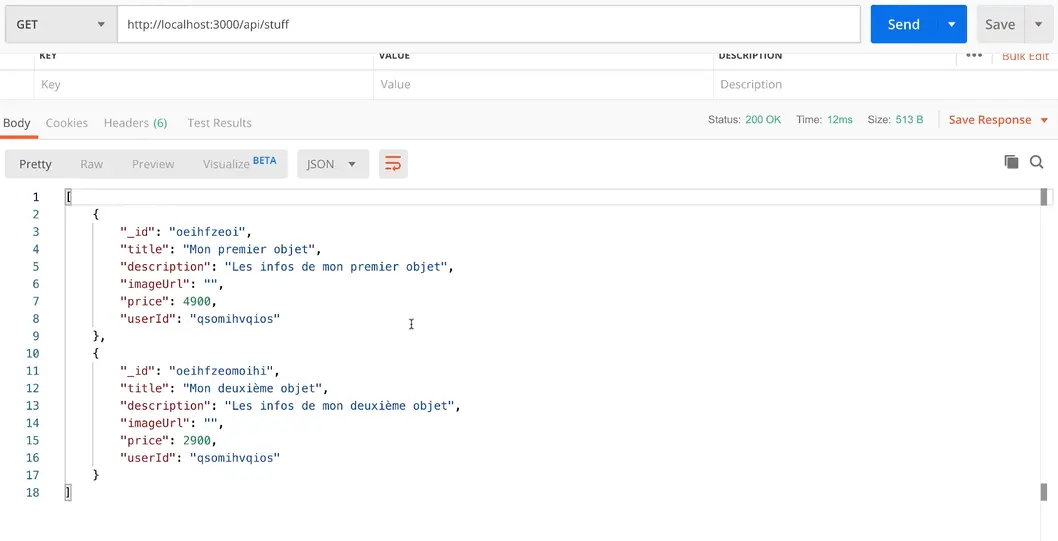 GET http://localhost:3000/api/stuff Send Save
KEY VALUE DESCRIPTION ••• Bulk Edit
Key Value Description
Body Cookies Headers (6) Test Results Status: 200 OK Time: 12ms Size: 513 B Save Response
Pretty Raw Preview Visualize BETA JSON
1 [
2 {
3 "_id": "oeihfzeoi",
4 "title": "Mon premier objet",
5 "description": "Les infos de mon premier objet",
6 "imageUrl": "",
7 "price": 4900,
8 "userId": "qsomihvqios"
9 },
10 {
11 "_id": "oeihfzeomoihi",
12 "title": "Mon deuxième objet",
13 "description": "Les infos de mon deuxième objet",
14 "imageUrl": "",
15 "price": 2900,
16 "userId": "qsomihvqios"
17 }
18 ]